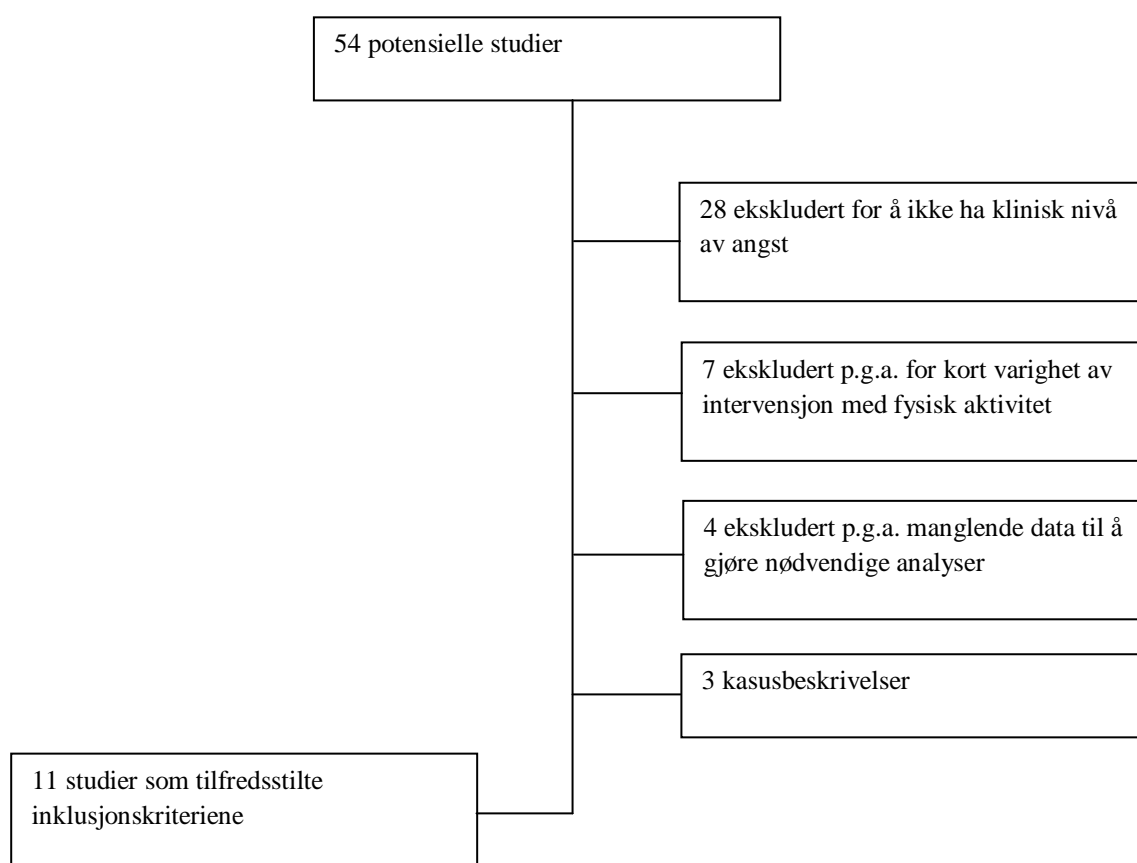 54 potensielle studier
28 ekskludert for å ikke ha klinisk nivå
av angst
7 ekskludert p.g.a. for kort varighet av
intervensjon med fysisk aktivitet
4 ekskludert p.g.a. manglende data til å
gjøre nødvendige analyser
3 kasusbeskrivelser
11 studier som tilfredsstilte
inklusjonskriteriene